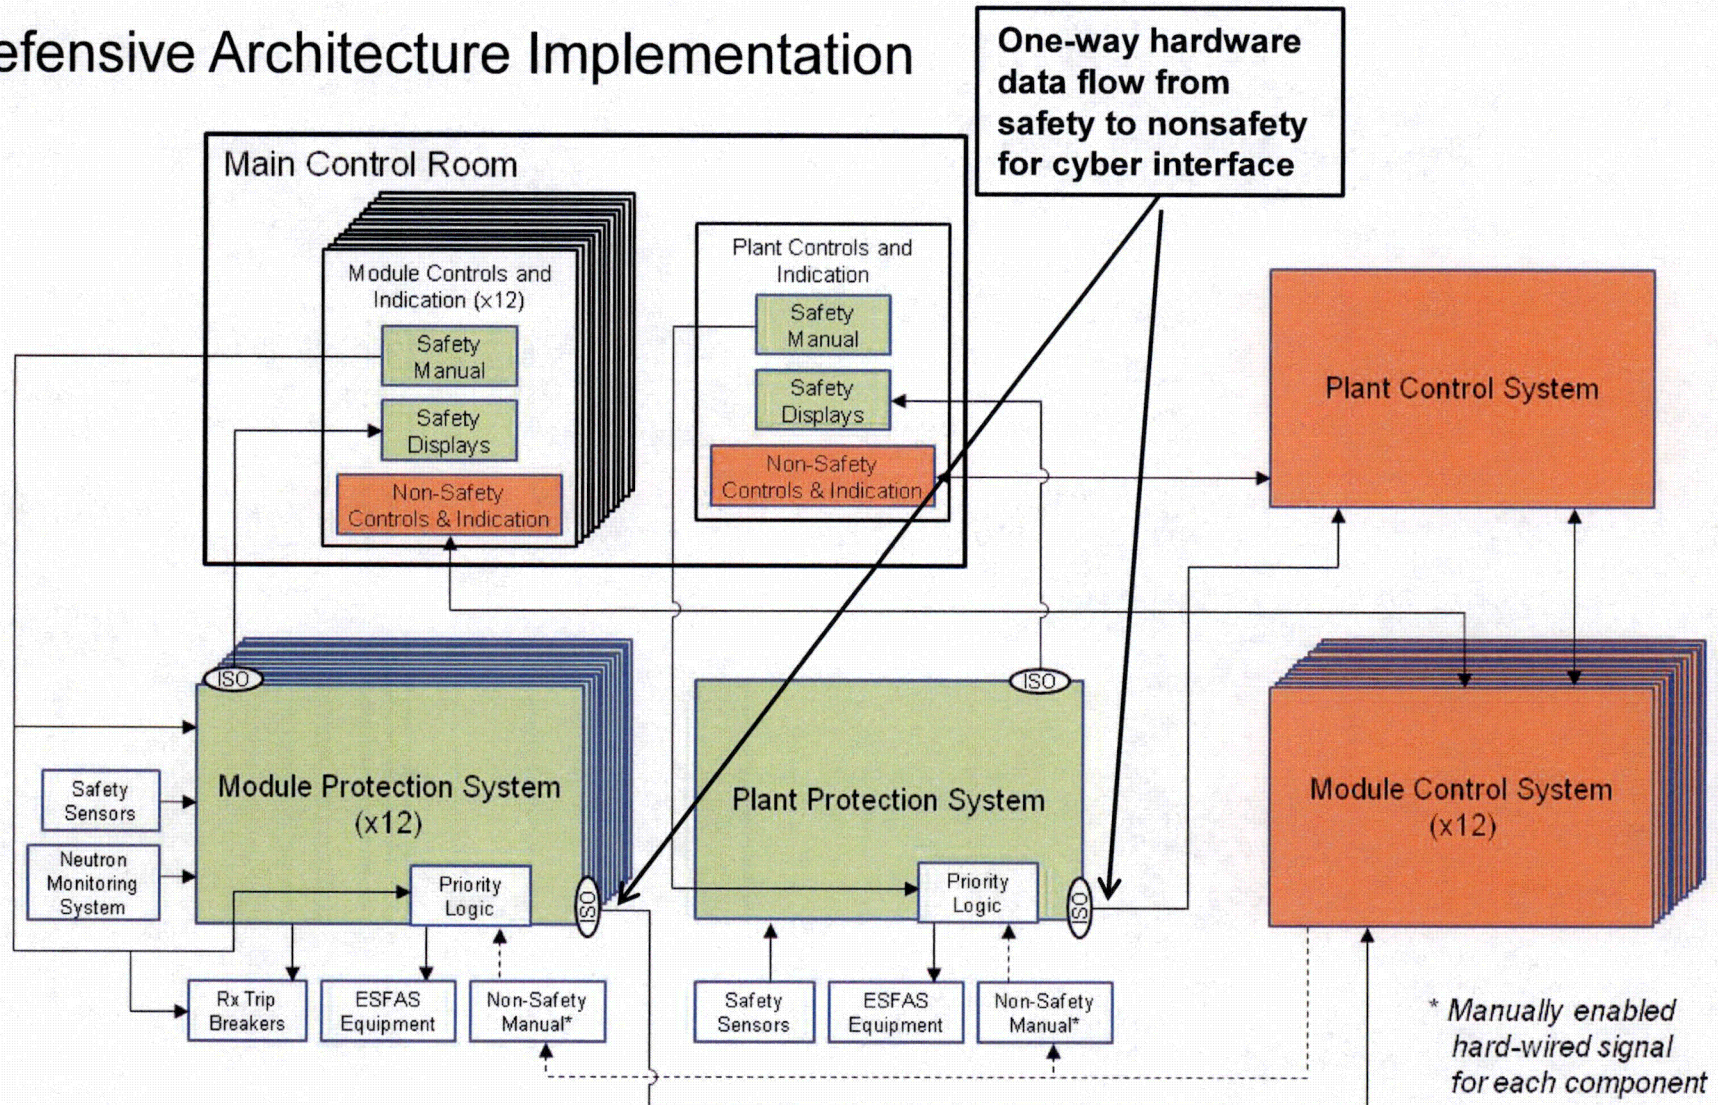 efensive Architecture Implementation
One-way hardware
data flow from
safety to nonsafety
for cyber interface
Main Control Room
Module Controls and
Indication (x12)
Safety
Manual
Safety
Displays
Non-Safety
Controls & Indication
Plant Controls and
Indication
Safety
Manual
Safety
Displays
Non-Safety
Controls & Indication
Plant Control System
ISO
Module Protection System
(x12)
Safety
Sensors
Neutron
Monitoring
System
Priority
Logic
ISO
Rx Trip
Breakers
ESFAS
Equipment
Non-Safety
Manual*
ISO
Plant Protection System
Priority
Logic
ISO
Safety
Sensors
ESFAS
Equipment
Non-Safety
Manual*
Module Control System
(x12)
* Manually enabled
hard-wired signal
for each component